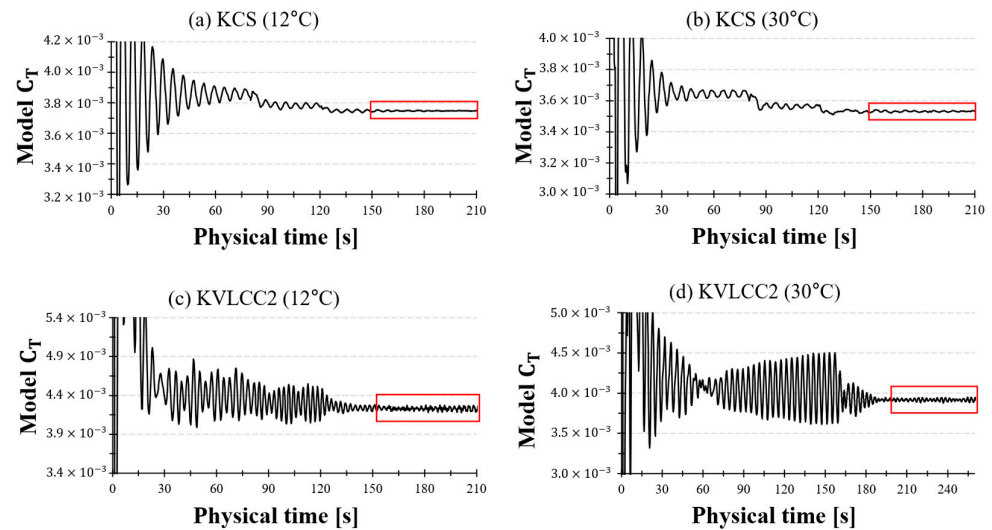 (a) KCS (12°C)
4.2 × 10⁻³
4.0 × 10⁻³
3.8 × 10⁻³
3.6 × 10⁻³
3.4 × 10⁻³
3.2 × 10⁻³
Model C_T
0 30 60 90 120 150 180 210
Physical time [s]
(b) KCS (30°C)
4.0 × 10⁻³
3.8 × 10⁻³
3.6 × 10⁻³
3.4 × 10⁻³
3.2 × 10⁻³
3.0 × 10⁻³
Model C_T
0 30 60 90 120 150 180 210
Physical time [s]
(c) KVLCC2 (12°C)
5.4 × 10⁻³
4.9 × 10⁻³
4.4 × 10⁻³
3.9 × 10⁻³
3.4 × 10⁻³
Model C_T
0 30 60 90 120 150 180 210
Physical time [s]
(d) KVLCC2 (30°C)
5.0 × 10⁻³
4.5 × 10⁻³
4.0 × 10⁻³
3.5 × 10⁻³
3.0 × 10⁻³
Model C_T
0 30 60 90 120 150 180 210 240
Physical time [s]